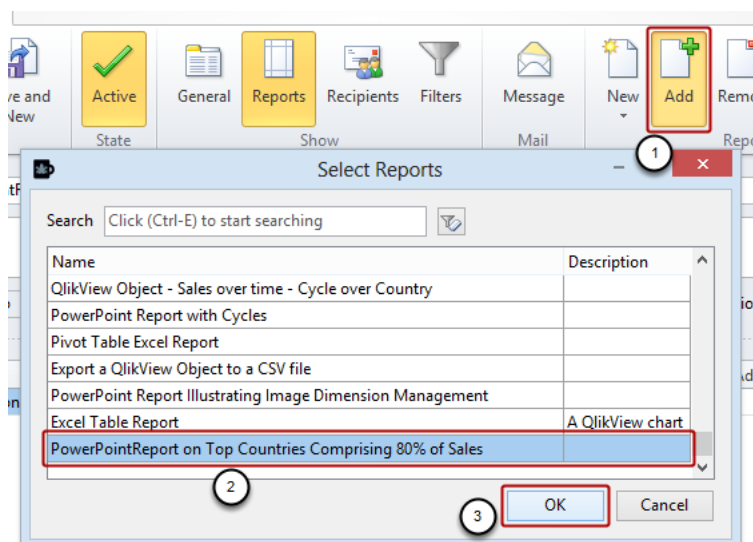 ve and
New
Active
General
Reports
Recipients
Filters
Message
New
Add
Remo
State
Show
Mail
Repo
1
Select Reports
Search Click (Ctrl-E) to start searching
Name Description
QlikView Object - Sales over time - Cycle over Country
PowerPoint Report with Cycles
Pivot Table Excel Report
Export a QlikView Object to a CSV file
PowerPoint Report Illustrating Image Dimension Management
Excel Table Report A QlikView chart
PowerPointReport on Top Countries Comprising 80% of Sales
2
3
OK Cancel